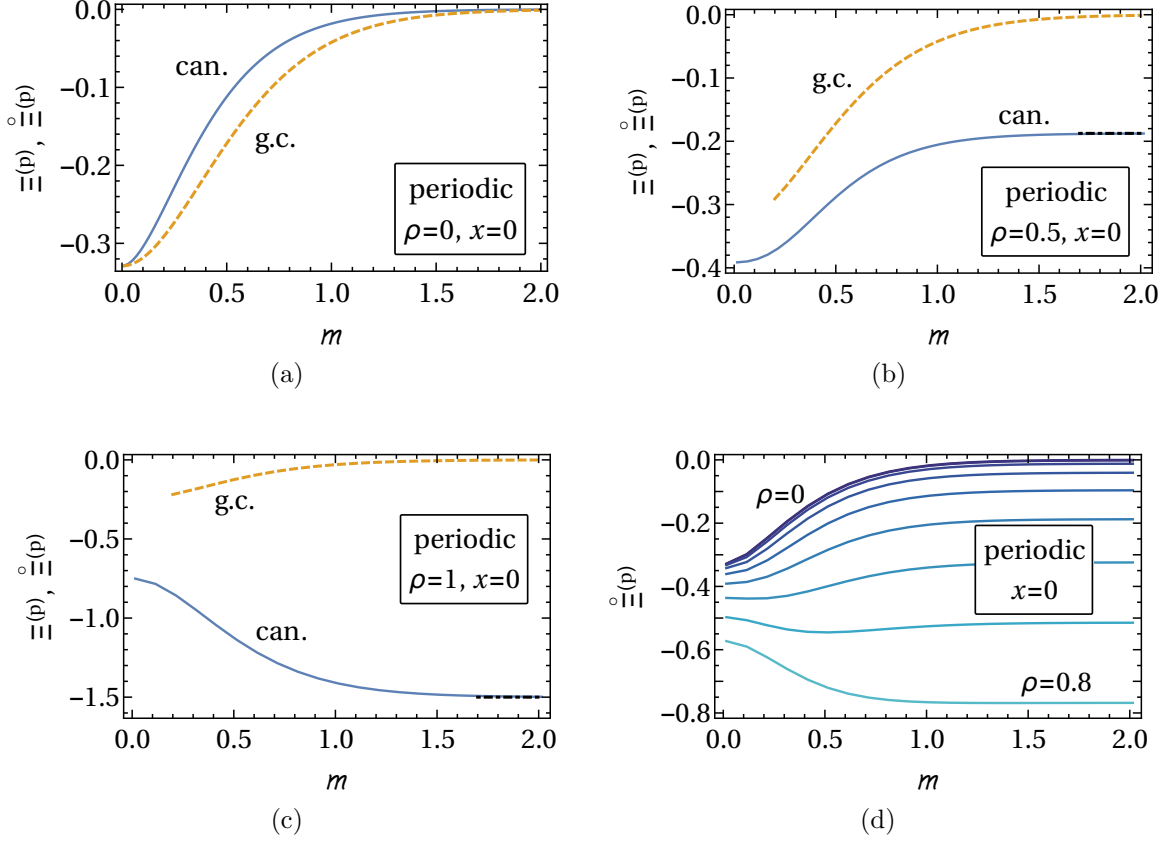 0.0
−0.1
−0.2
−0.3
Ξ(p), Ξ̊(p)
can.
g.c.
periodic
ρ=0, x=0
0.0 0.5 1.0 1.5 2.0
m
(a)
0.0
−0.1
−0.2
−0.3
−0.4
Ξ(p), Ξ̊(p)
g.c.
can.
periodic
ρ=0.5, x=0
0.0 0.5 1.0 1.5 2.0
m
(b)
0.0
−0.5
−1.0
−1.5
Ξ(p), Ξ̊(p)
g.c.
can.
periodic
ρ=1, x=0
0.0 0.5 1.0 1.5 2.0
m
(c)
0.0
−0.2
−0.4
−0.6
−0.8
Ξ̊(p)
ρ=0
periodic
x=0
ρ=0.8
0.0 0.5 1.0 1.5 2.0
m
(d)